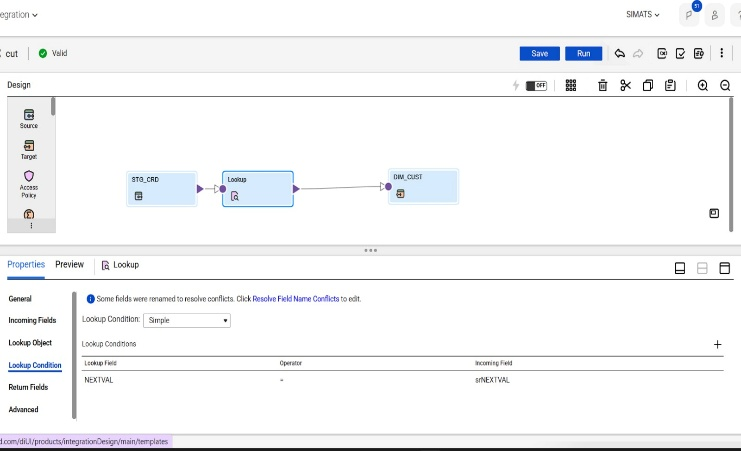 egration
SIMATS
51
cut
Valid
Save
Run
Design
OFF
Source
Target
Access
Policy
STG_CRD
Lookup
DIM_CUST
Properties
Preview
Lookup
General
Some fields were renamed to resolve conflicts. Click Resolve Field Name Conflicts to edit.
Incoming Fields
Lookup Condition:
Simple
Lookup Object
Lookup Conditions
+
Lookup Condition
Lookup Field
Operator
Incoming Field
Return Fields
NEXTVAL
=
srNEXTVAL
Advanced
d.com/diUI/products/integrationDesign/main/templates